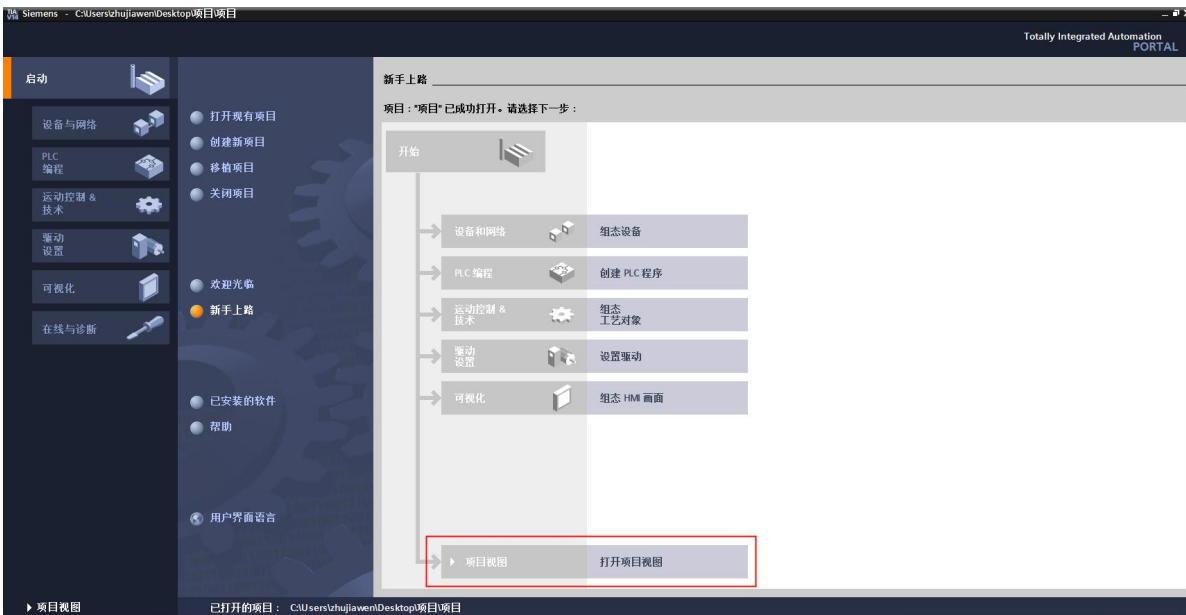 TIA
V14
Siemens - C:\Users\zhujiawen\Desktop\项目\项目
Totally Integrated Automation
PORTAL
启动
设备与网络
PLC
编程
运动控制 &
技术
驱动
设置
可视化
在线与诊断
打开现有项目
创建新项目
移植项目
关闭项目
欢迎光临
新手上路
已安装的软件
帮助
用户界面语言
新手上路
项目："项目" 已成功打开。请选择下一步：
开始
设备和网络
组态设备
PLC 编程
创建 PLC 程序
运动控制 &
技术
组态
工艺对象
驱动
设置
设置驱动
可视化
组态 HMI 画面
项目视图
打开项目视图
项目视图
已打开的项目： C:\Users\zhujiawen\Desktop\项目\项目